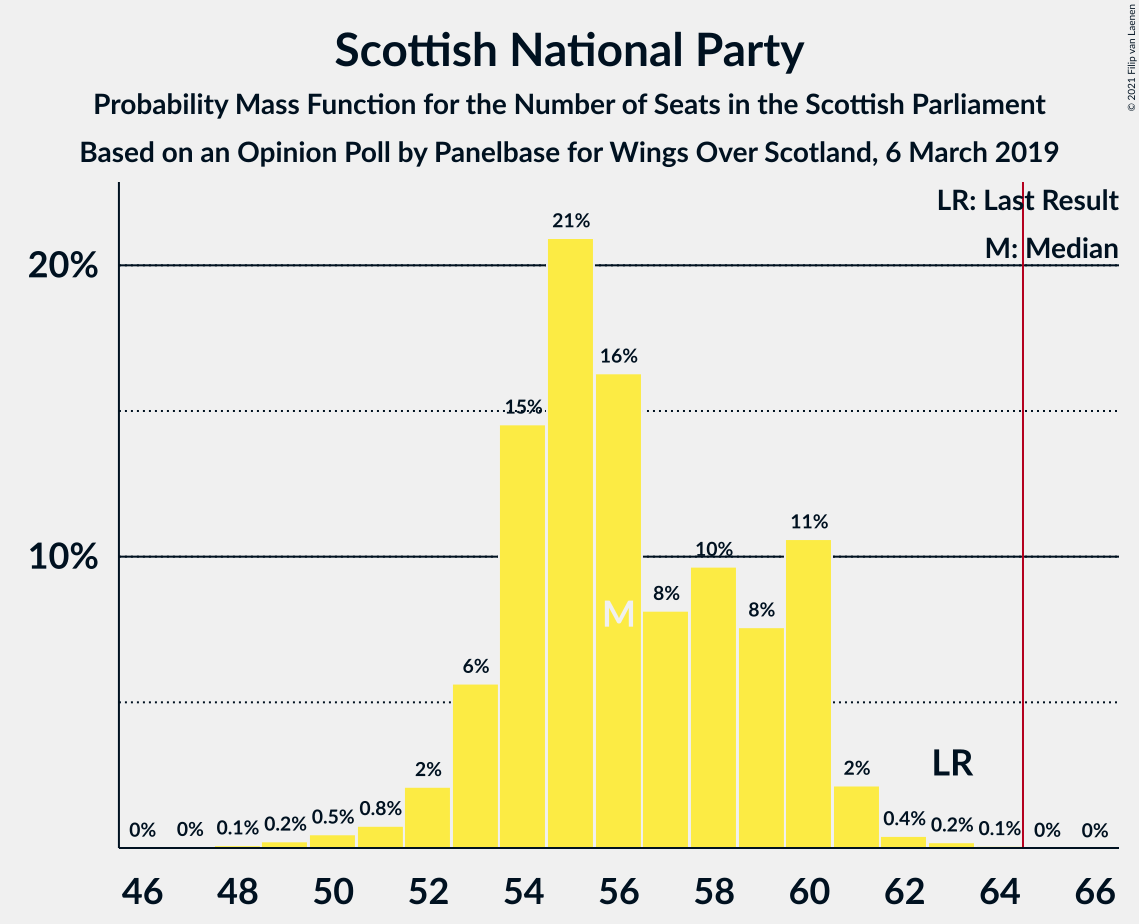 Scottish National Party
Probability Mass Function for the Number of Seats in the Scottish Parliament
Based on an Opinion Poll by Panelbase for Wings Over Scotland, 6 March 2019
© 2021 Filip van Laenen
LR: Last Result
M: Median
20%
10%
0%
0%
0.1%
0.2%
0.5%
0.8%
2%
6%
15%
21%
16%
8%
10%
8%
11%
2%
0.4%
0.2%
0.1%
0%
0%
M
LR
46 48 50 52 54 56 58 60 62 64 66